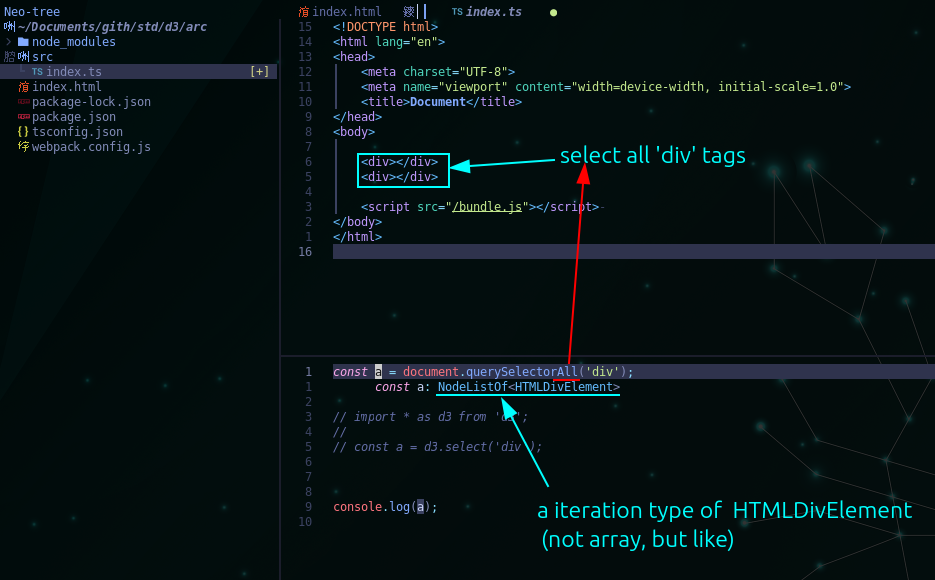 Neo-tree
~/Documents/gith/std/d3/arc
node_modules
src
TS index.ts [+]
index.html
package-lock.json
package.json
{} tsconfig.json
webpack.config.js
index.html TS index.ts
15 <!DOCTYPE html>
14 <html lang="en">
13 <head>
12 <meta charset="UTF-8">
11 <meta name="viewport" content="width=device-width, initial-scale=1.0">
10 <title>Document</title>
9 </head>
8 <body>
7
6 <div></div>
5 <div></div>
4
3 <script src="/bundle.js"></script>
2 </body>
1 </html>
16
select all 'div' tags
1 const a = document.querySelectorAll('div');
1 const a: NodeListOf<HTMLDivElement>
2
3 // import * as d3 from 'd3';
4 //
5 // const a = d3.select('div');
6
7
8
9 console.log(a);
10
a iteration type of HTMLDivElement
(not array, but like)